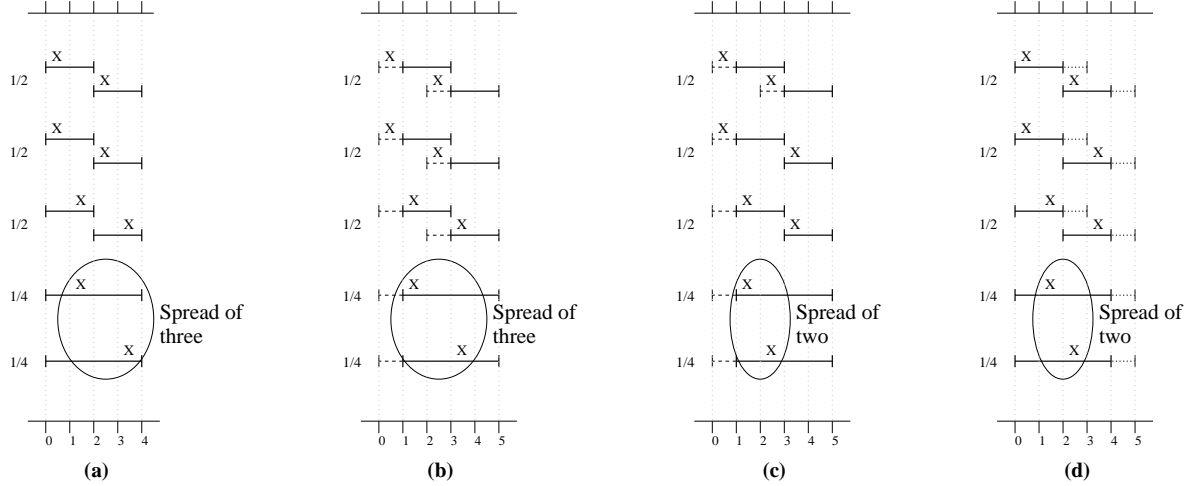 X X X X
1/2 X 1/2 X 1/2 X 1/2 X
X X X X
1/2 X 1/2 X 1/2 X 1/2 X
X X X X
1/2 X 1/2 X 1/2 X 1/2 X
X X X X
1/4 1/4 1/4 1/4
Spread of Spread of Spread of Spread of
three three two two
X X X X
1/4 1/4 1/4 1/4
0 1 2 3 4 0 1 2 3 4 5 0 1 2 3 4 5 0 1 2 3 4 5
(a) (b) (c) (d)